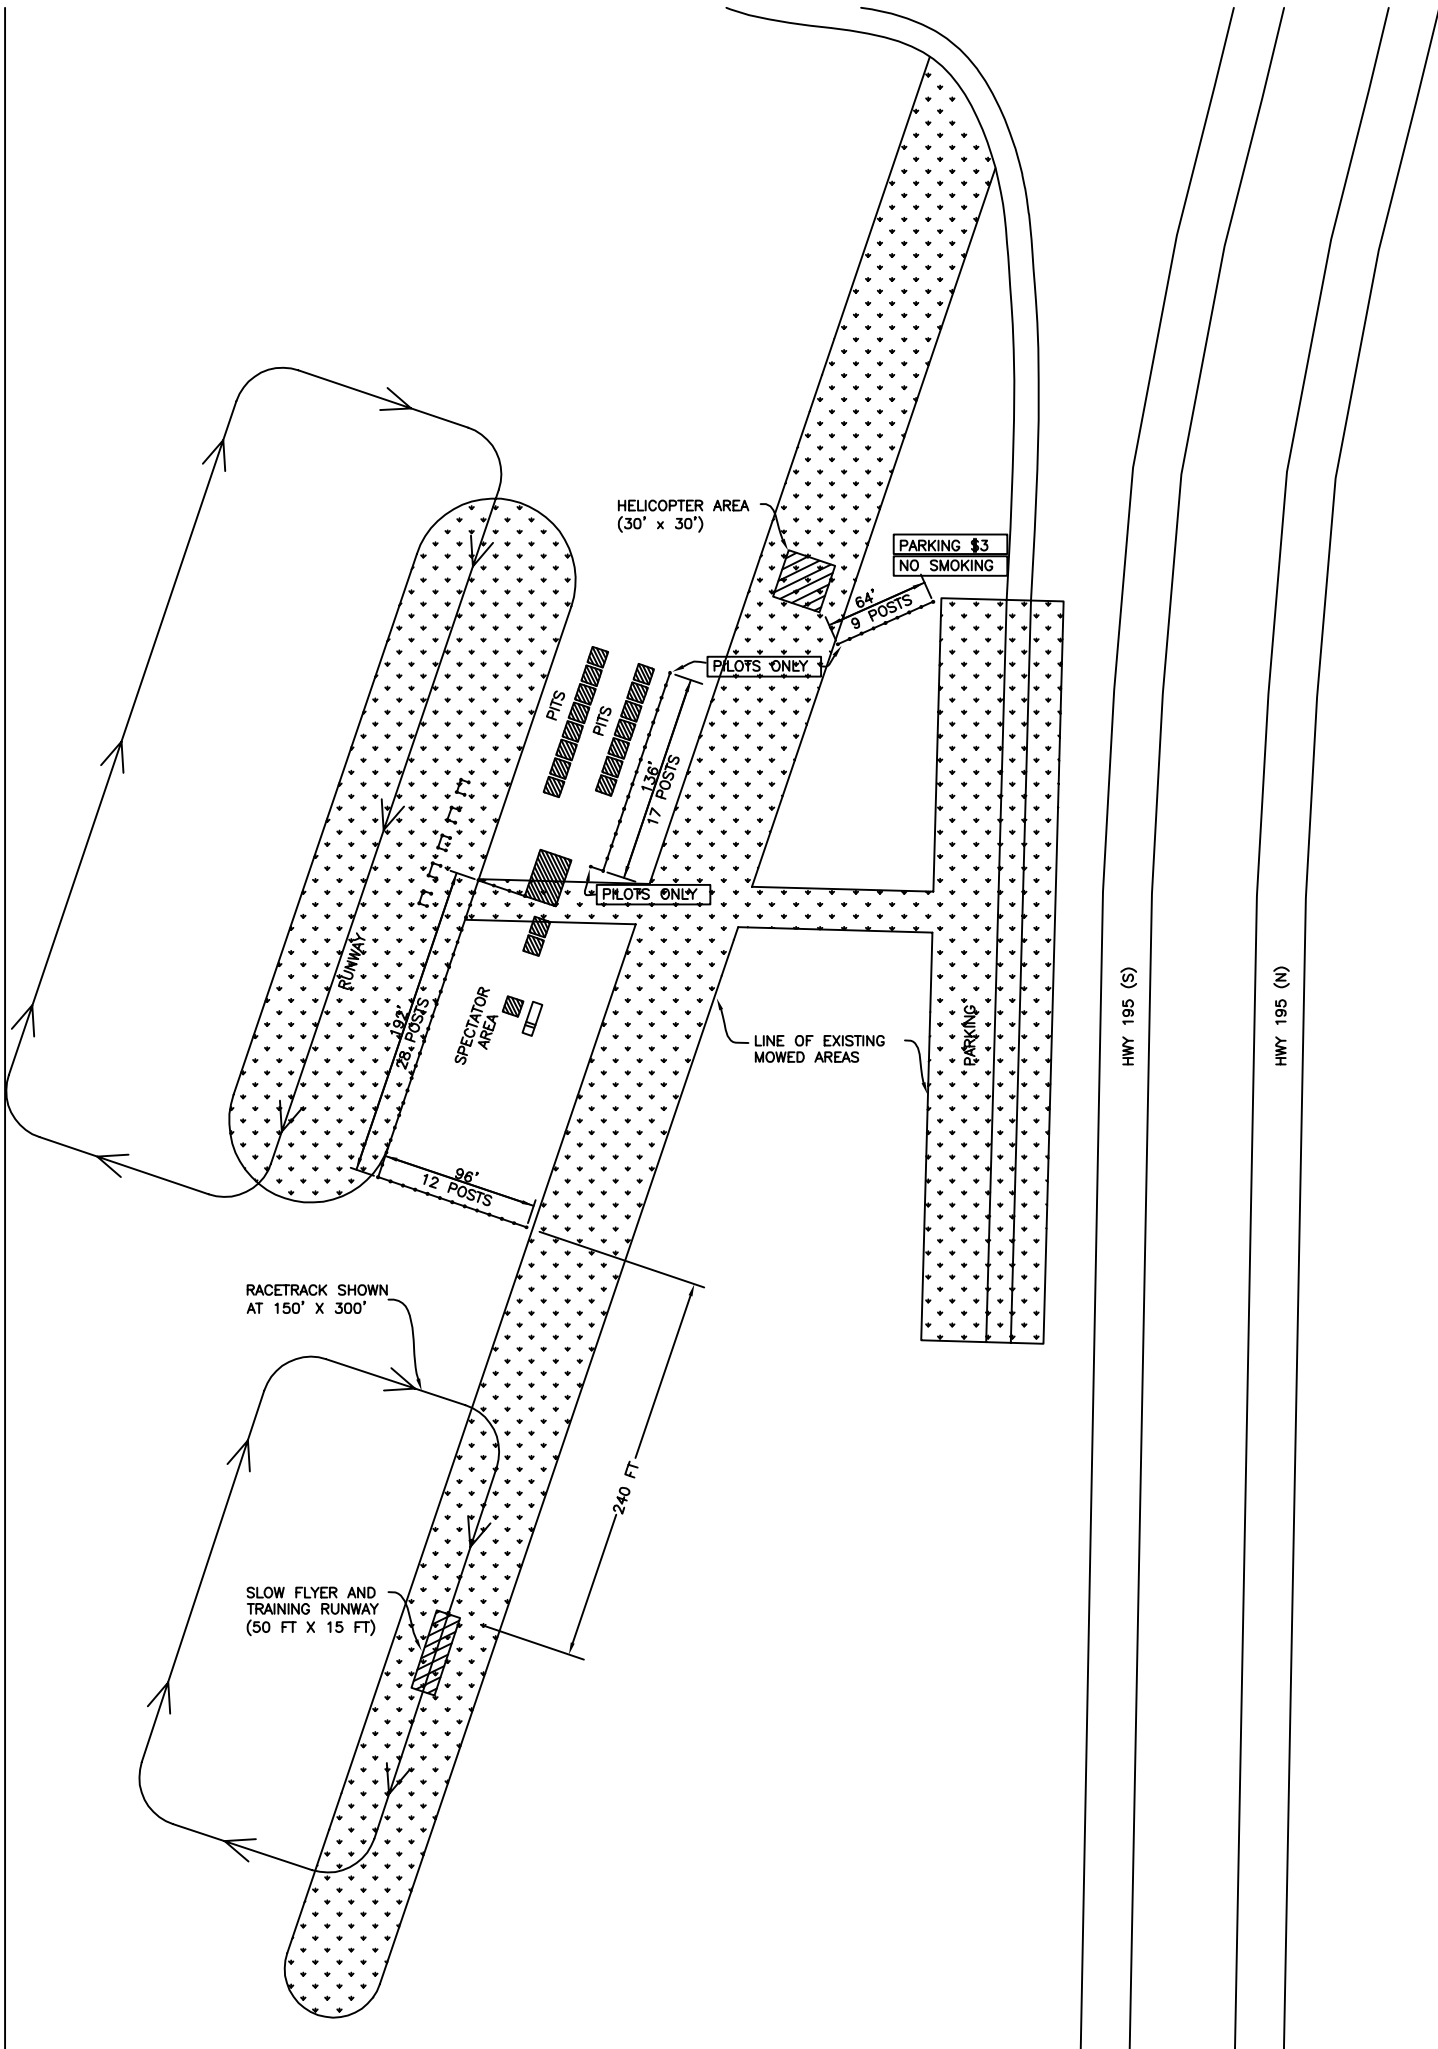 HELICOPTER AREA
(30' x 30')
PARKING $3
NO SMOKING
64'
9 POSTS
PILOTS ONLY
PITS
PITS
136'
17 POSTS
PILOTS ONLY
RUNWAY
192'
28 POSTS
SPECTATOR
AREA
LINE OF EXISTING
MOWED AREAS
PARKING
HWY 195 (S)
HWY 195 (N)
96'
12 POSTS
RACETRACK SHOWN
AT 150' X 300'
240 FT
SLOW FLYER AND
TRAINING RUNWAY
(50 FT X 15 FT)